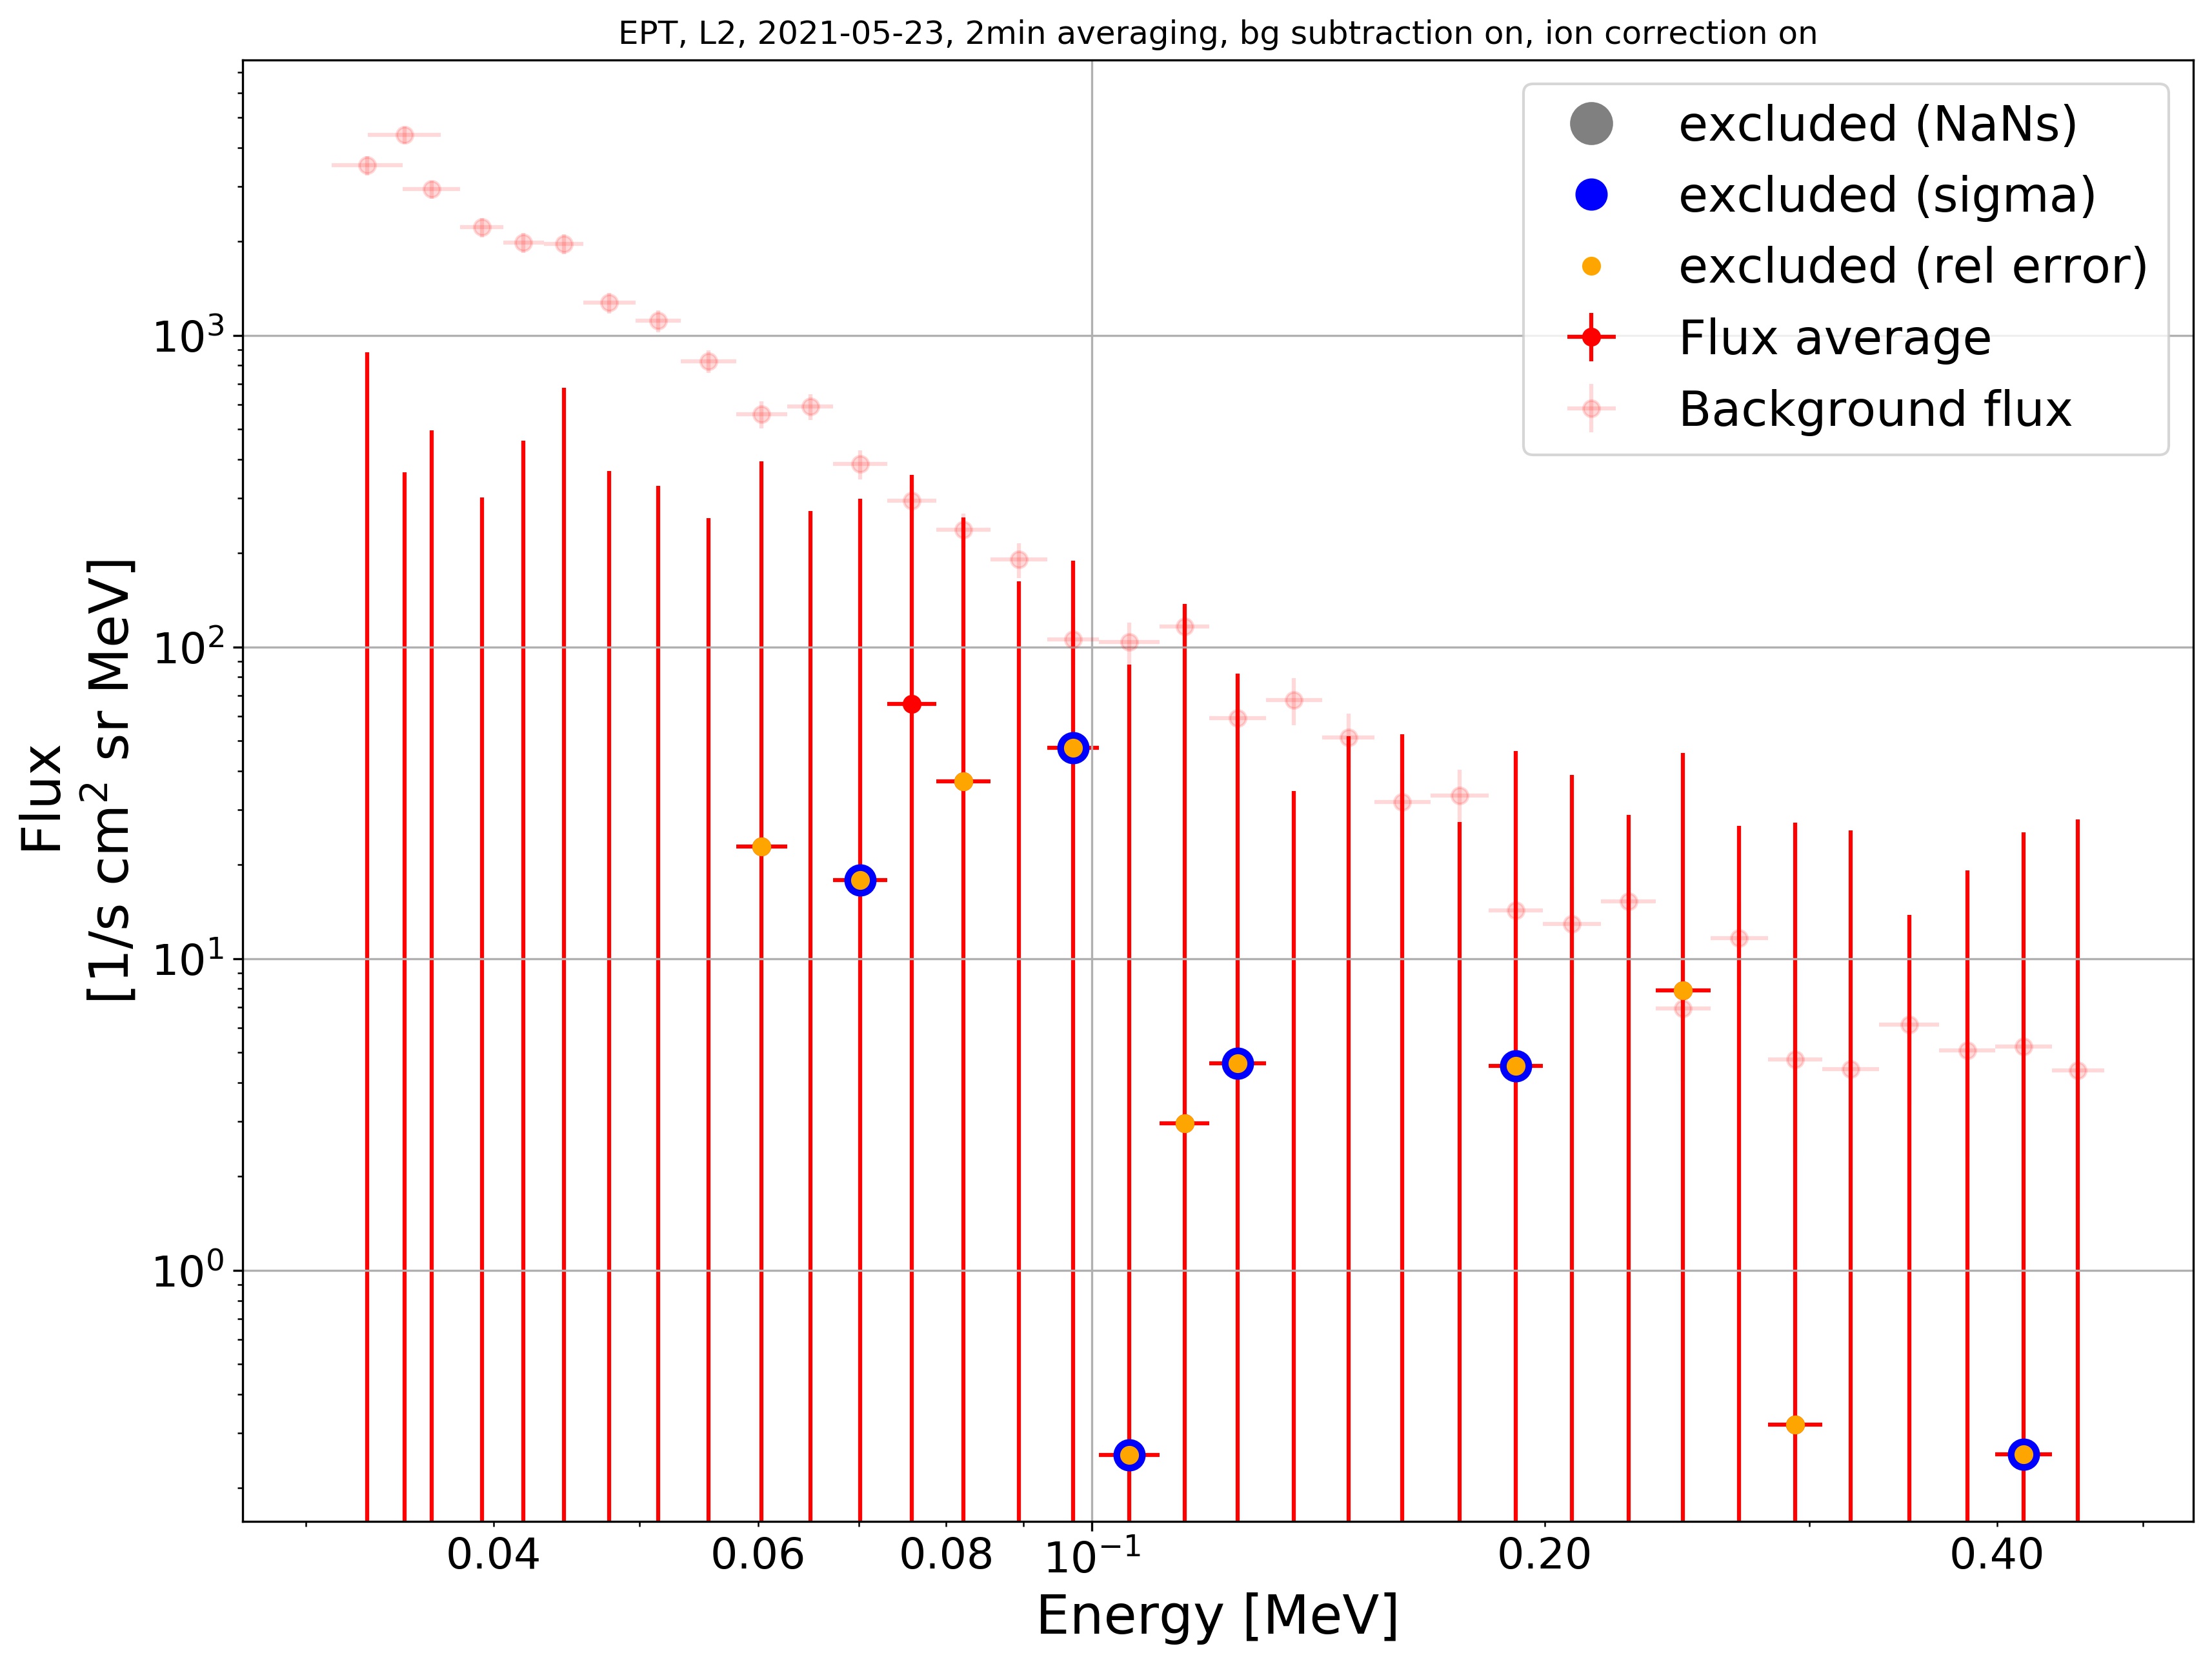 EPT, L2, 2021-05-23, 2min averaging, bg subtraction on, ion correction on
excluded (NaNs)
excluded (sigma)
excluded (rel error)
Flux average
Background flux
Flux
[1/s cm² sr MeV]
10³
10²
10¹
10⁰
0.04 0.06 0.08 10⁻¹ 0.20 0.40
Energy [MeV]